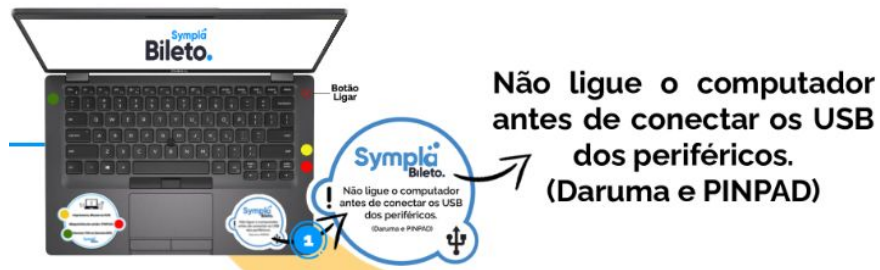 Sympla
Bileto.
Botão
Ligar
Sympla
Bileto.
Não ligue o computador
antes de conectar os USB
dos periféricos.
(Daruma e PINPAD)
1
Não ligue o computador
antes de conectar os USB
dos periféricos.
(Daruma e PINPAD)